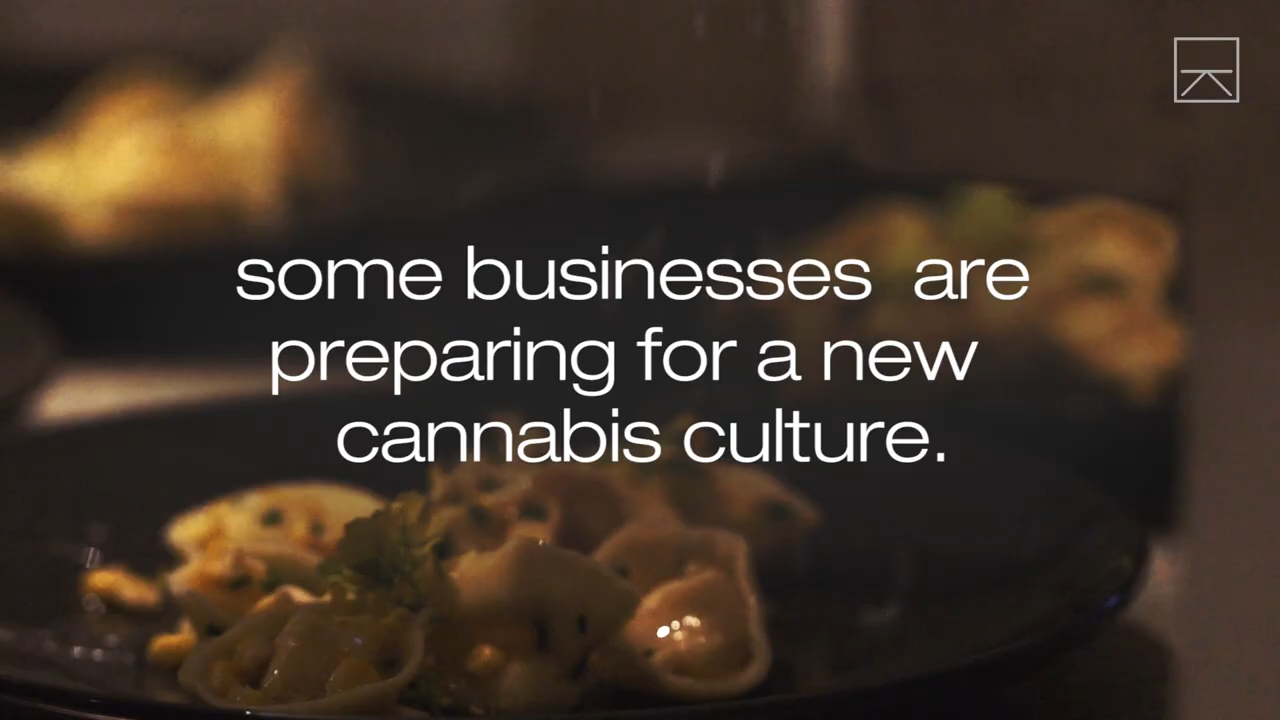 some businesses  are
preparing for a new
cannabis culture.